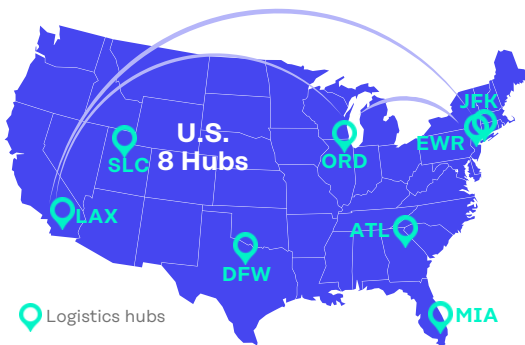 JFK
U.S.
8 Hubs
EWR
SLC
ORD
LAX
ATL
DFW
Logistics hubs
MIA